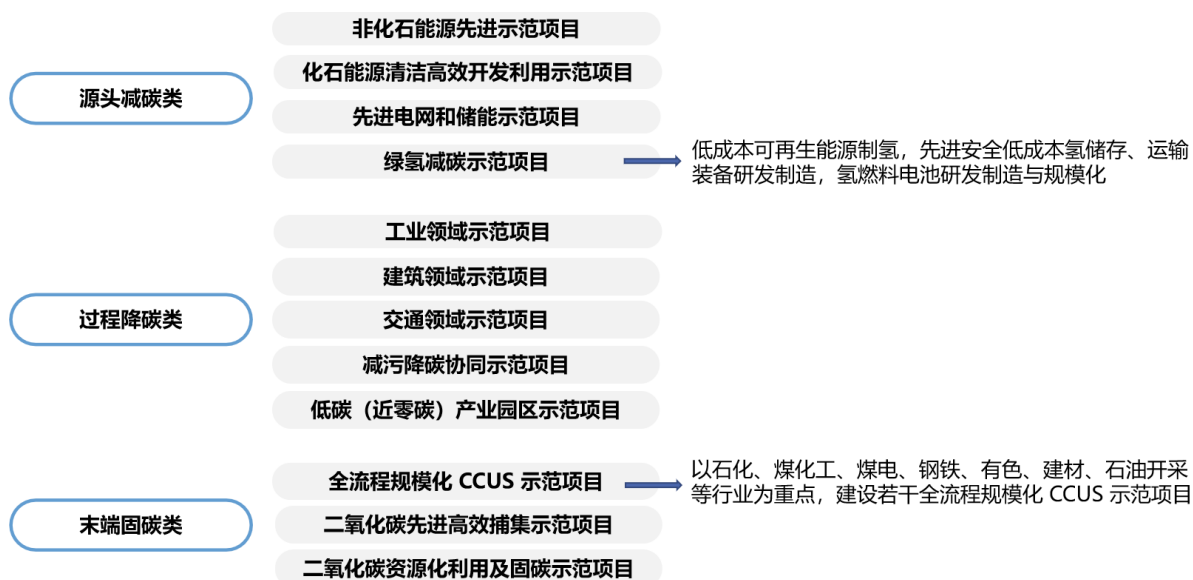 源头减碳类
非化石能源先进示范项目
化石能源清洁高效开发利用示范项目
先进电网和储能示范项目
绿氢减碳示范项目
低成本可再生能源制氢，先进安全低成本氢储存、运输
装备研发制造，氢燃料电池研发制造与规模化
过程降碳类
工业领域示范项目
建筑领域示范项目
交通领域示范项目
减污降碳协同示范项目
低碳（近零碳）产业园区示范项目
末端固碳类
全流程规模化 CCUS 示范项目
以石化、煤化工、煤电、钢铁、有色、建材、石油开采
等行业为重点，建设若干全流程规模化 CCUS 示范项目
二氧化碳先进高效捕集示范项目
二氧化碳资源化利用及固碳示范项目